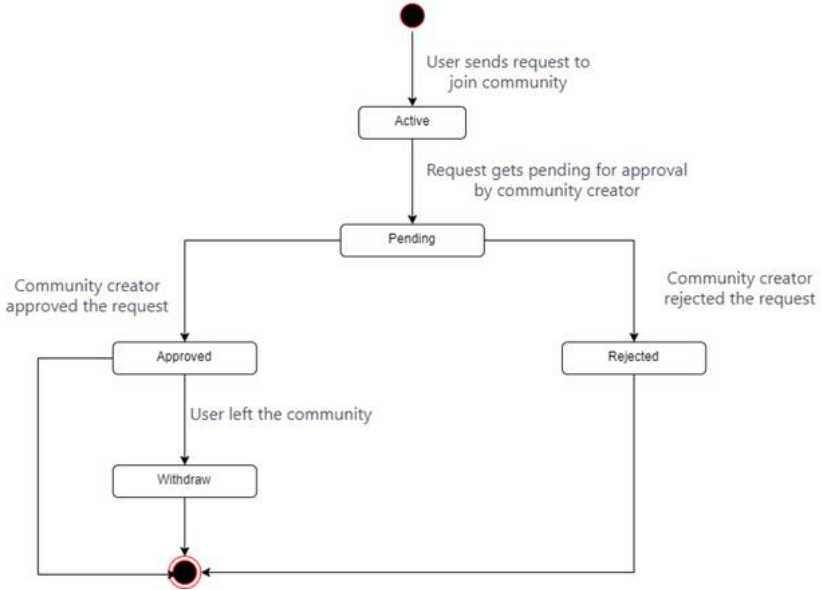 User sends request to
join community
Active
Request gets pending for approval
by community creator
Pending
Community creator
approved the request
Community creator
rejected the request
Approved
Rejected
User left the community
Withdraw